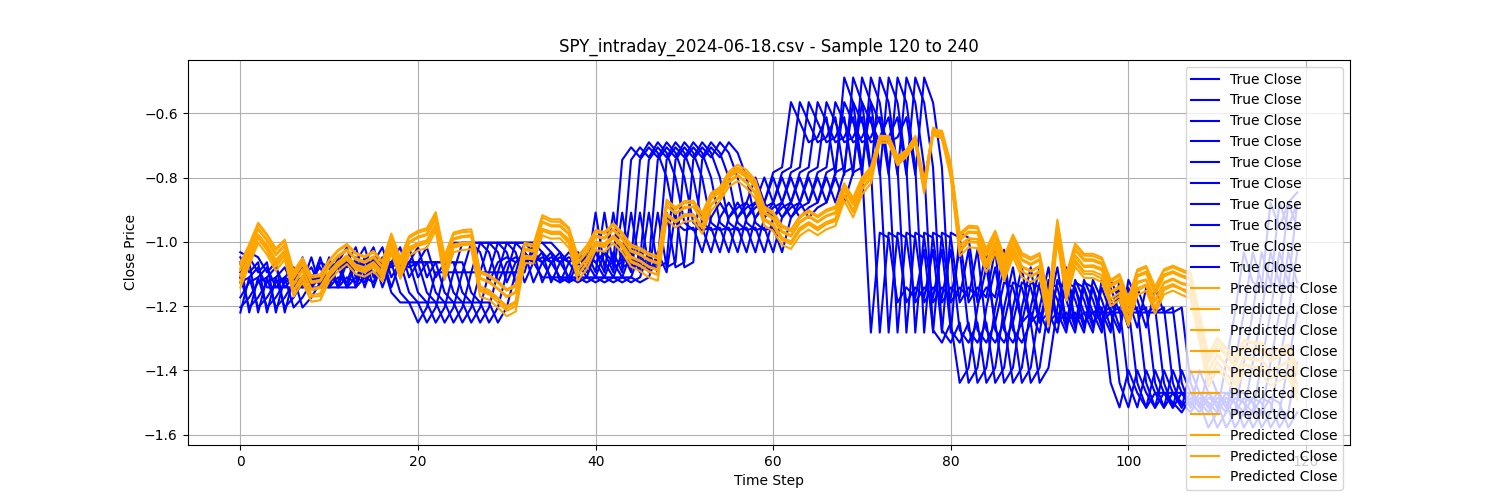 SPY_intraday_2024-06-18.csv - Sample 120 to 240
Close Price
−0.6
−0.8
−1.0
−1.2
−1.4
−1.6
0
20
40
60
80
100
120
Time Step
True Close
True Close
True Close
True Close
True Close
True Close
True Close
True Close
True Close
True Close
Predicted Close
Predicted Close
Predicted Close
Predicted Close
Predicted Close
Predicted Close
Predicted Close
Predicted Close
Predicted Close
Predicted Close